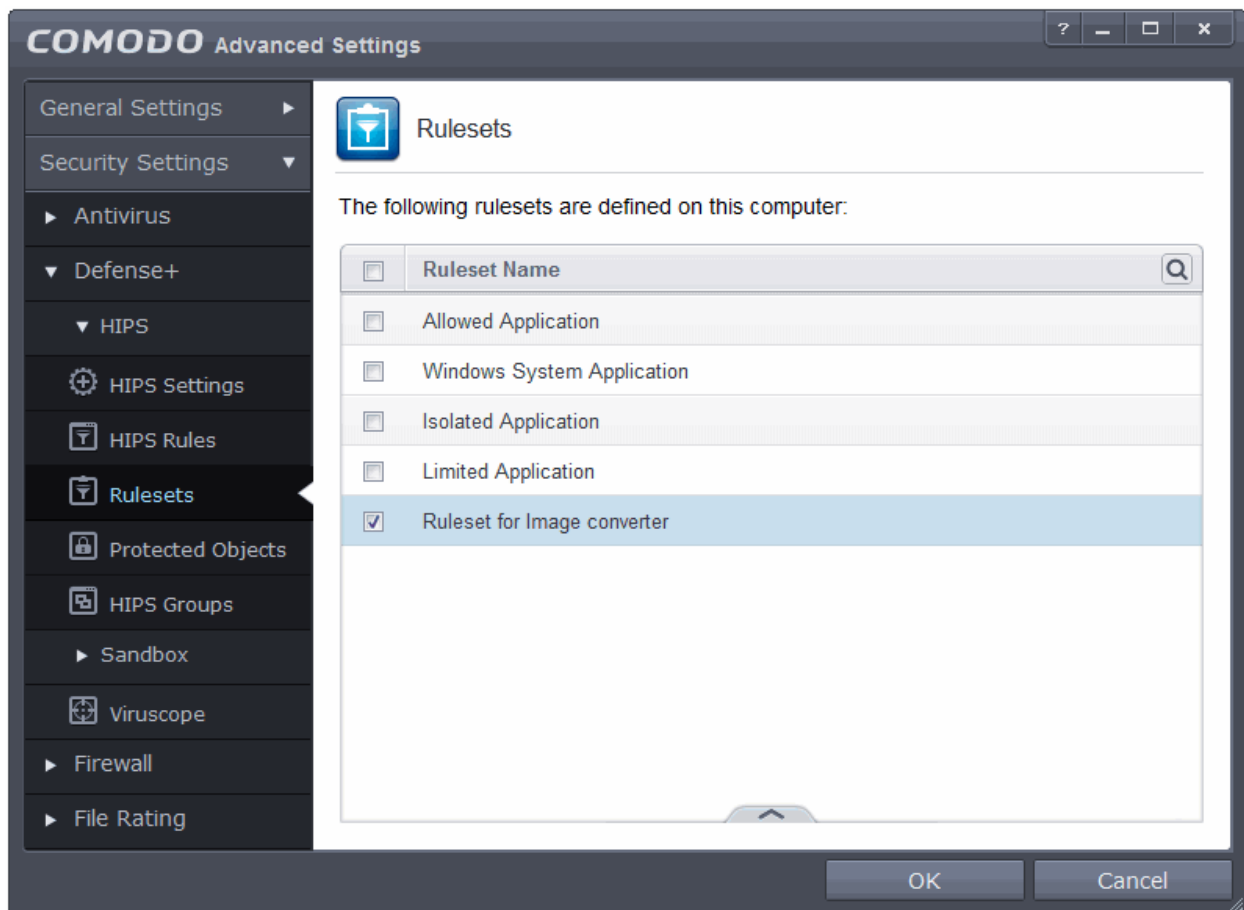 COMODO Advanced Settings
?
General Settings
Security Settings
Antivirus
Defense+
HIPS
HIPS Settings
HIPS Rules
Rulesets
Protected Objects
HIPS Groups
Sandbox
Viruscope
Firewall
File Rating
Rulesets
The following rulesets are defined on this computer:
Ruleset Name
Allowed Application
Windows System Application
Isolated Application
Limited Application
Ruleset for Image converter
OK
Cancel